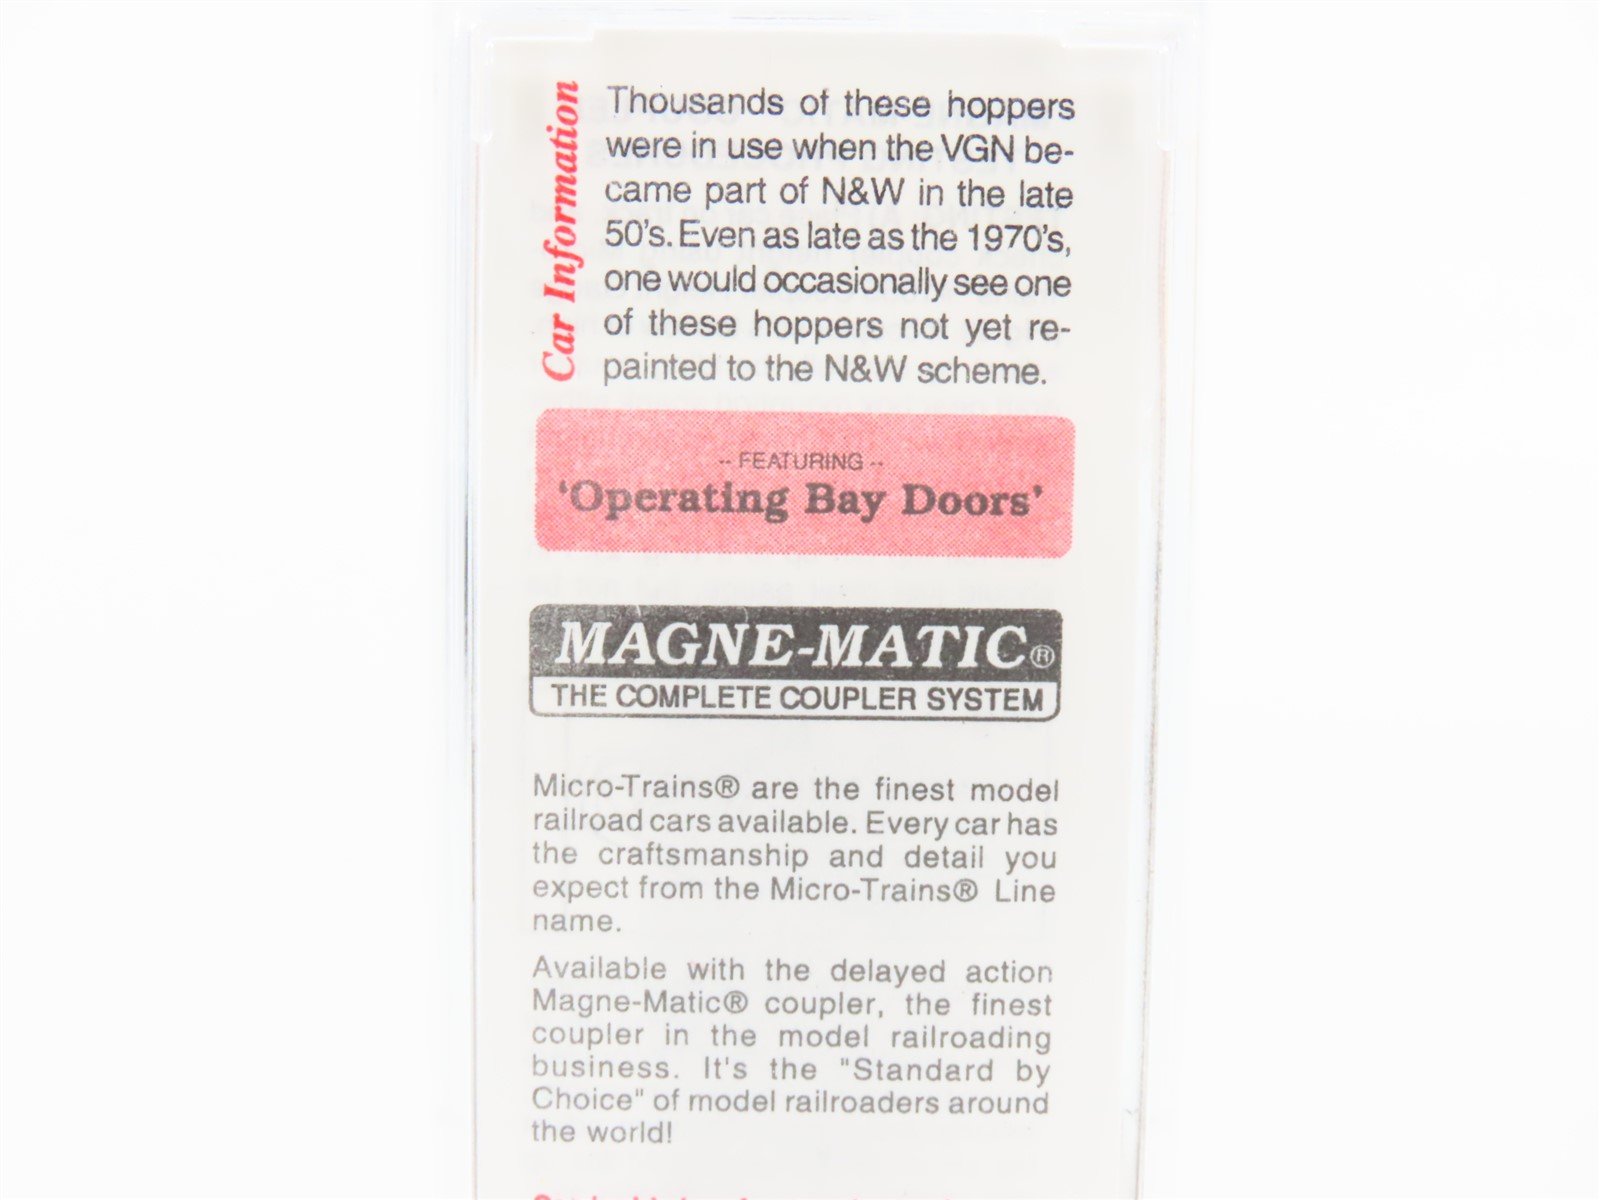 Car Information
Thousands of these hoppers
were in use when the VGN be-
came part of N&W in the late
50's. Even as late as the 1970's,
one would occasionally see one
of these hoppers not yet re-
painted to the N&W scheme.
-- FEATURING --
'Operating Bay Doors'
MAGNE-MATIC®
THE COMPLETE COUPLER SYSTEM
Micro-Trains® are the finest model
railroad cars available. Every car has
the craftsmanship and detail you
expect from the Micro-Trains® Line
name.
Available with the delayed action
Magne-Matic® coupler, the finest
coupler in the model railroading
business. It's the "Standard by
Choice" of model railroaders around
the world!